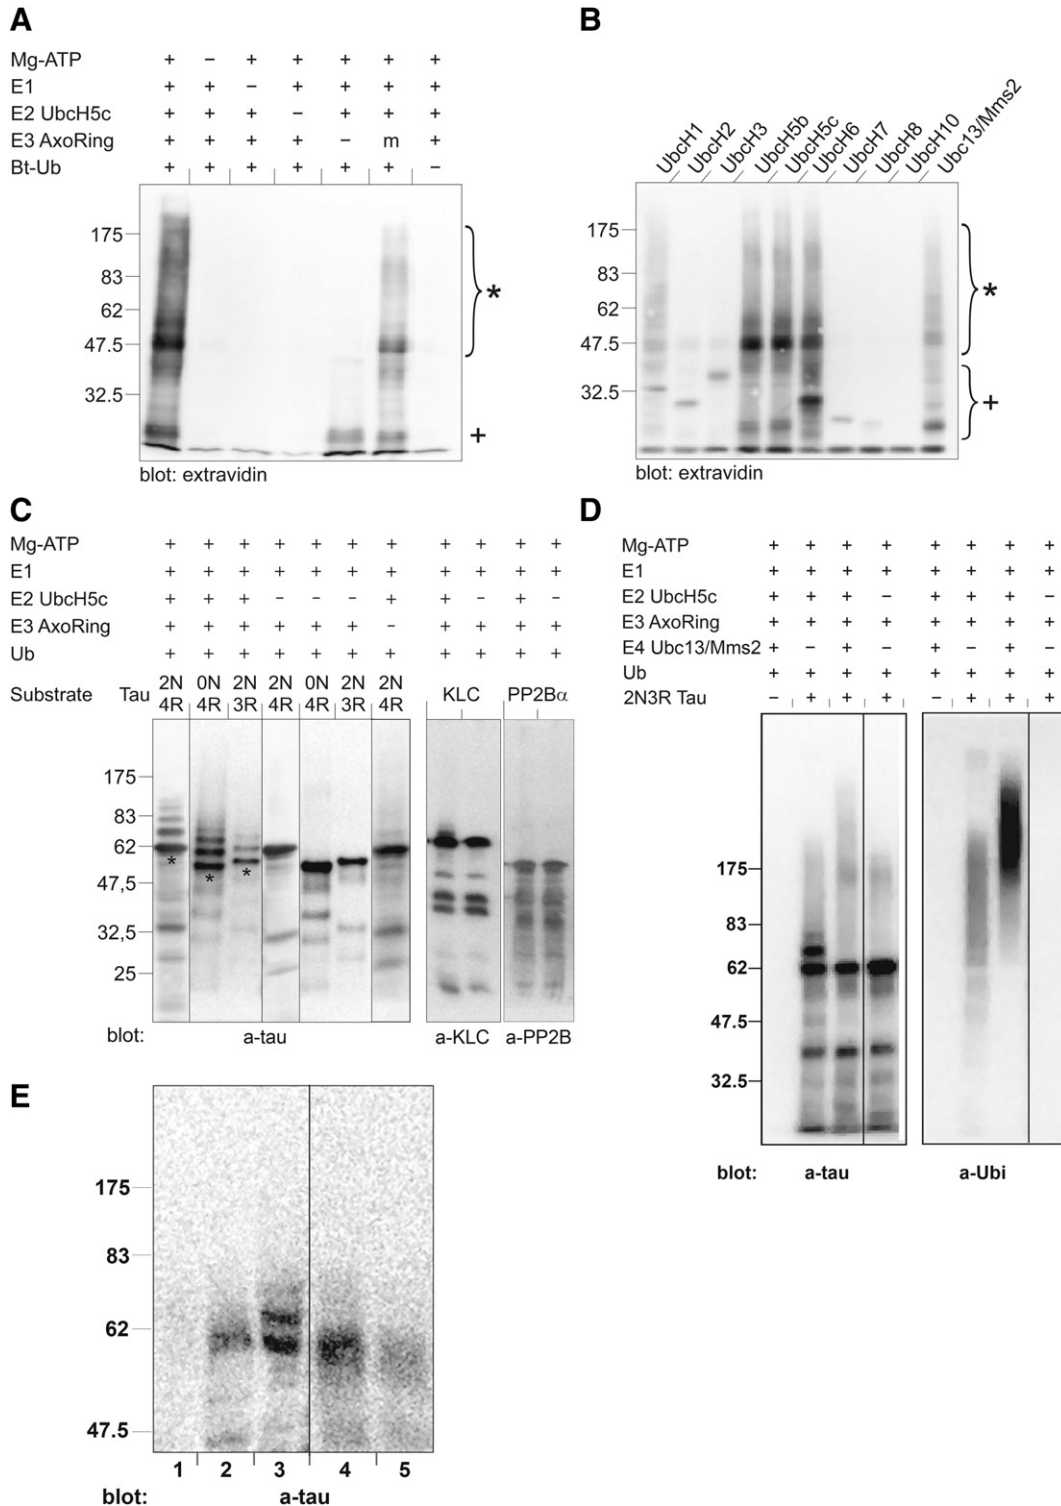 A
Mg-ATP + – + + + + +
E1 + + – + + + +
E2 UbcH5c + + + – + + +
E3 AxoRing + + + + – m +
Bt-Ub + + + + + + –
175
83
62
47.5
32.5
*
+
blot: extravidin
B
UbcH1 UbcH2 UbcH3 UbcH5b UbcH5c UbcH6 UbcH7 UbcH8 UbcH10 Ubc13/Mms2
175
83
62
47.5
32.5
*
+
blot: extravidin
C
Mg-ATP + + + + + + + + + + +
E1 + + + + + + + + + + +
E2 UbcH5c + + + – – – + + – + –
E3 AxoRing + + + + + + – + + + +
Ub + + + + + + + + + + +
2N 0N 2N 2N 0N 2N 2N
Substrate Tau KLC PP2Bα
4R 4R 3R 4R 4R 3R 4R
175
83
62
47,5
32,5
25
* * *
blot: a-tau a-KLC a-PP2B
D
Mg-ATP + + + + + + + +
E1 + + + + + + + +
E2 UbcH5c + + + – + + + –
E3 AxoRing + + + + + + + +
E4 Ubc13/Mms2 + – + + + – + +
Ub + + + + + + + +
2N3R Tau – + + + – + + +
175
83
62
47.5
32.5
blot: a-tau a-Ubi
E
175
83
62
47.5
1 2 3 4 5
blot: a-tau